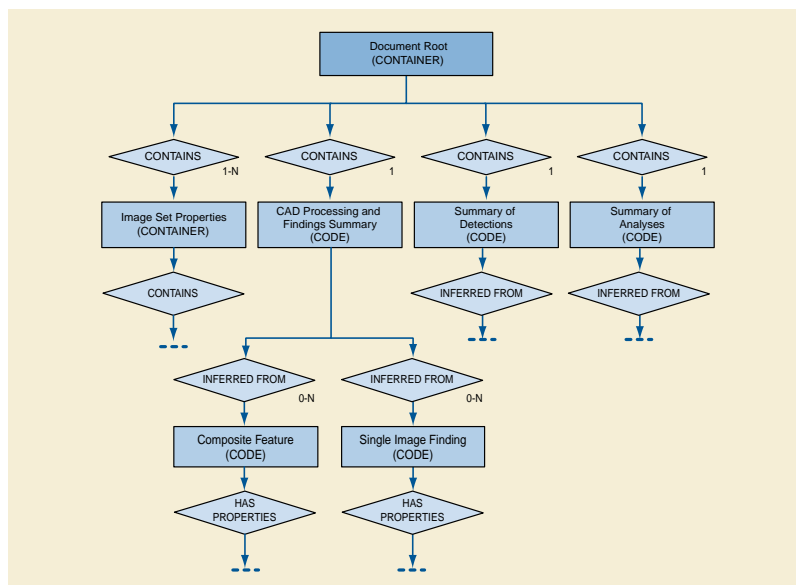 Document Root
(CONTAINER)
CONTAINS
CONTAINS
CONTAINS
CONTAINS
1-N
1
1
1
Image Set Properties
(CONTAINER)
CAD Processing and
Findings Summary
(CODE)
Summary of
Detections
(CODE)
Summary of
Analyses
(CODE)
CONTAINS
INFERRED FROM
INFERRED FROM
INFERRED FROM
INFERRED FROM
0-N
0-N
Composite Feature
(CODE)
Single Image Finding
(CODE)
HAS
PROPERTIES
HAS
PROPERTIES